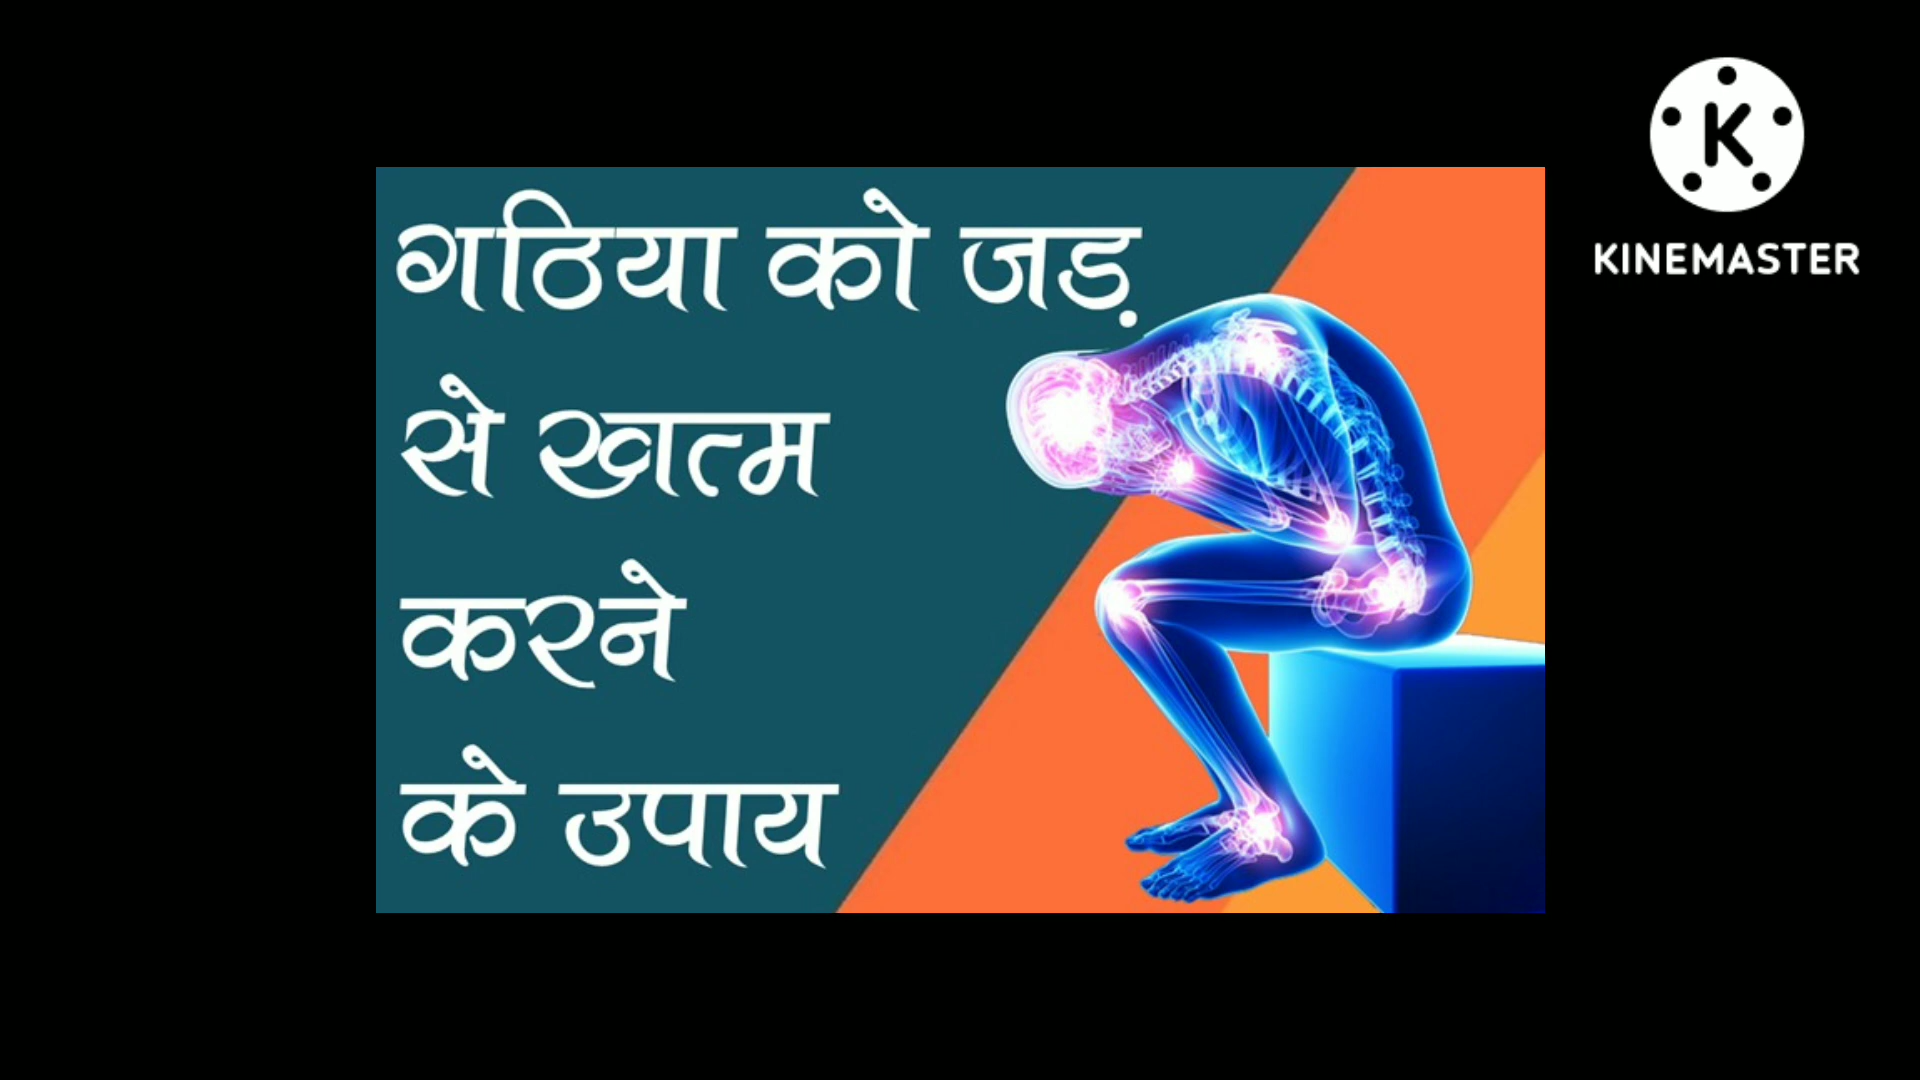 गठिया को जड़
से खत्म
करने
के उपाय
K
KINEMASTER